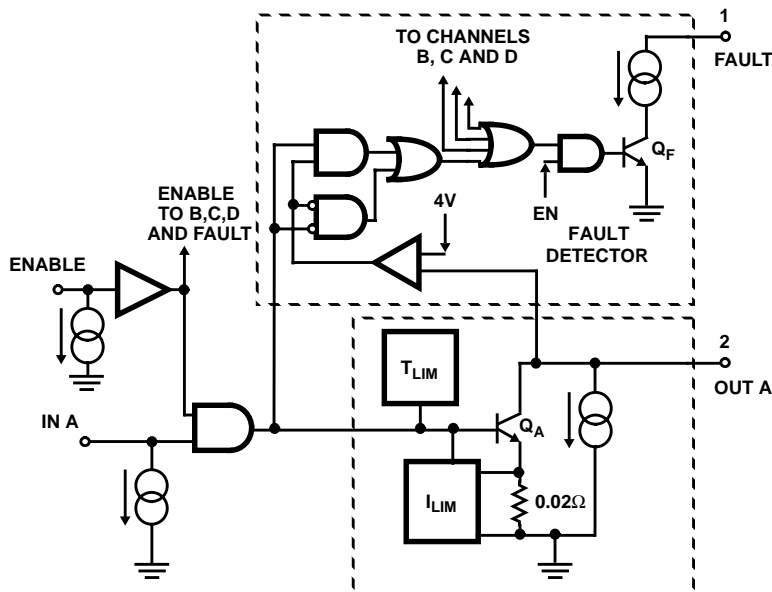 1
TO CHANNELS
B, C AND D
FAULT
Q_F
ENABLE
TO B,C,D
AND FAULT
4V
EN
FAULT
DETECTOR
ENABLE
2
T_LIM
OUT A
IN A
Q_A
I_LIM
0.02Ω